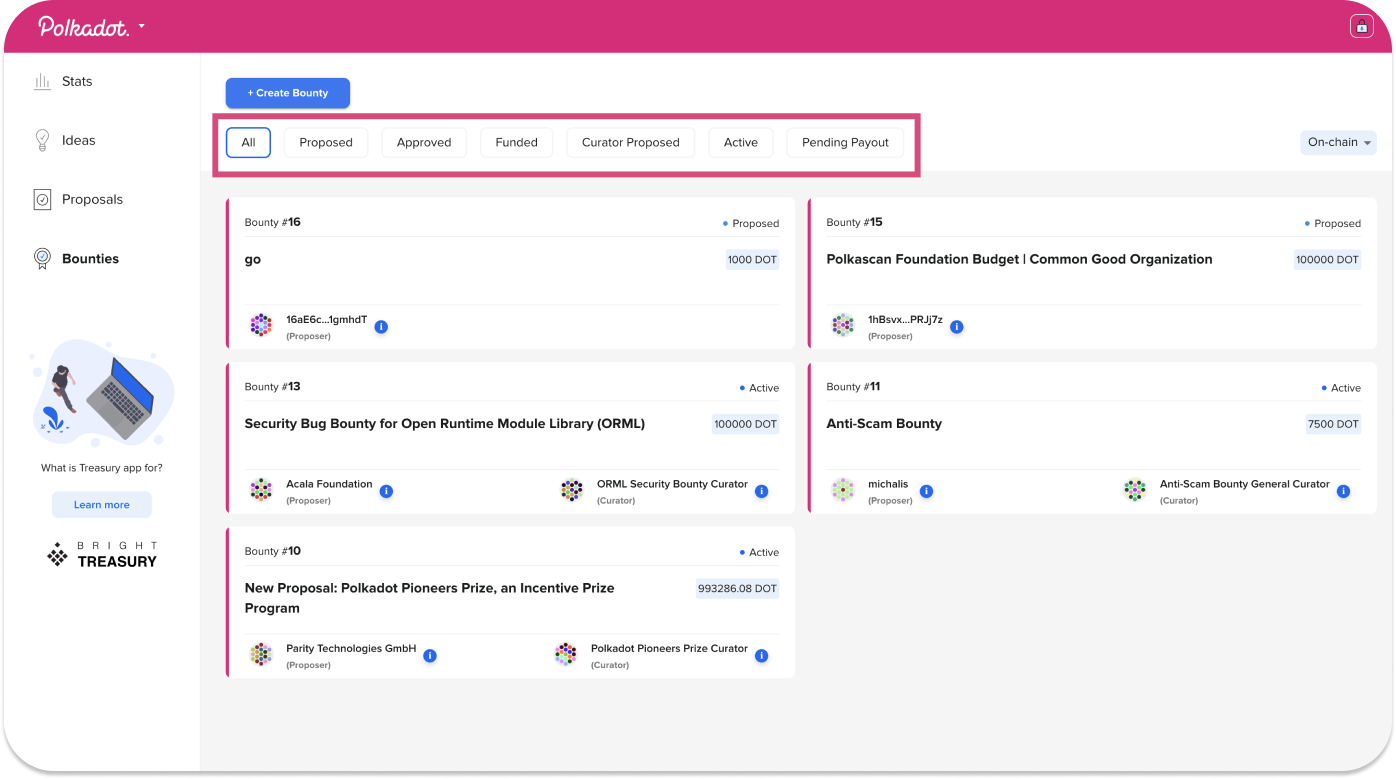 Polkadot.
Stats
Ideas
Proposals
Bounties
What is Treasury app for?
Learn more
BRIGHT
TREASURY
+ Create Bounty
All Proposed Approved Funded Curator Proposed Active Pending Payout
On-chain
Bounty #16 Proposed
go 1000 DOT
16aE6c...1gmhdT
(Proposer)
Bounty #15 Proposed
Polkascan Foundation Budget | Common Good Organization 100000 DOT
1hBsvx...PRJj7z
(Proposer)
Bounty #13 Active
Security Bug Bounty for Open Runtime Module Library (ORML) 100000 DOT
Acala Foundation ORML Security Bounty Curator
(Proposer) (Curator)
Bounty #11 Active
Anti-Scam Bounty 7500 DOT
michalis Anti-Scam Bounty General Curator
(Proposer) (Curator)
Bounty #10 Active
New Proposal: Polkadot Pioneers Prize, an Incentive Prize 993286.08 DOT
Program
Parity Technologies GmbH Polkadot Pioneers Prize Curator
(Proposer) (Curator)